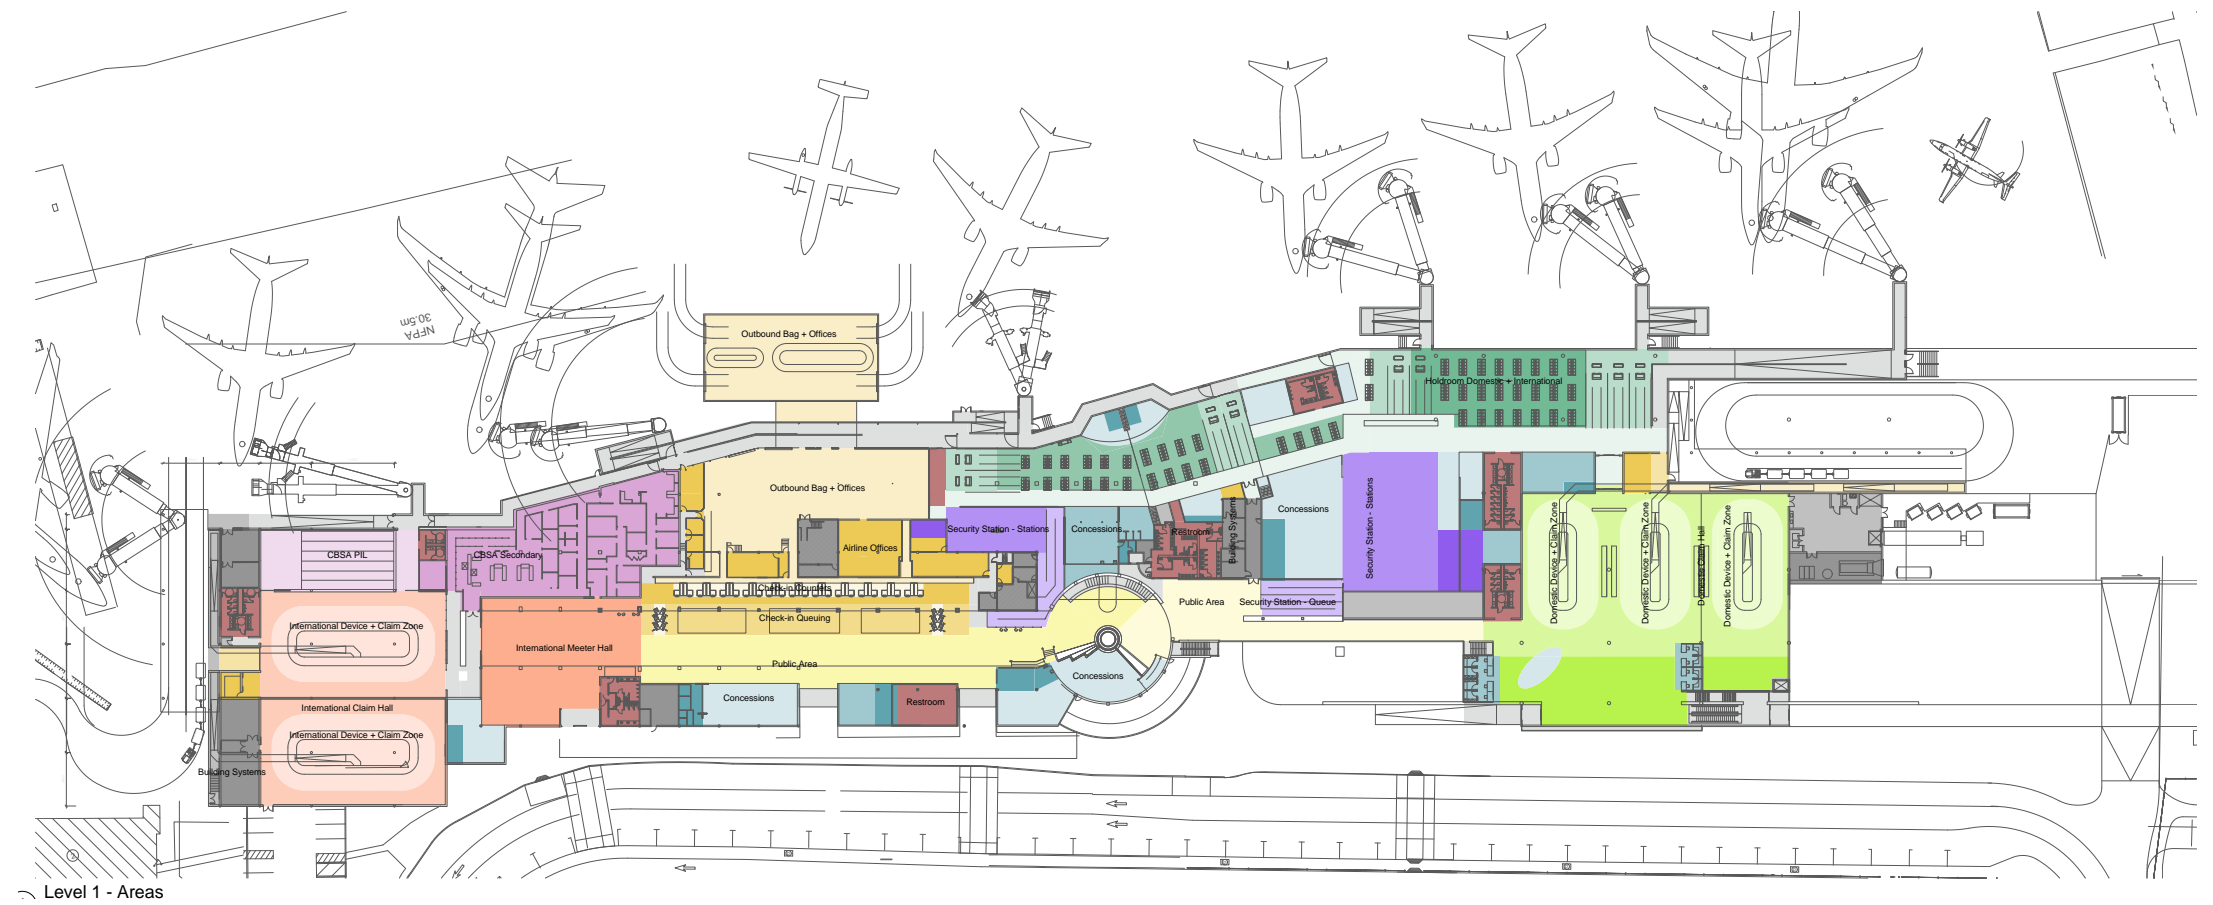 Outbound Bag + Offices
NFPA
30.5m
Holdroom Domestic + International
Outbound Bag + Offices
Concessions
Security Station - Stations
Security Station - Stations
Concessions
Restroom
Building Systems
Airline Offices
CBSA PIL
CBSA Secondary
Check-in Counters
Domestic Device + Claim Zone
Domestic Device + Claim Zone
Domestic Device + Claim Zone
Domestic Claim Hall
Public Area
Security Station - Queue
International Device + Claim Zone
Check-in Queuing
International Meeter Hall
Public Area
Concessions
Concessions
Restroom
International Claim Hall
International Device + Claim Zone
Building Systems
Level 1 - Areas